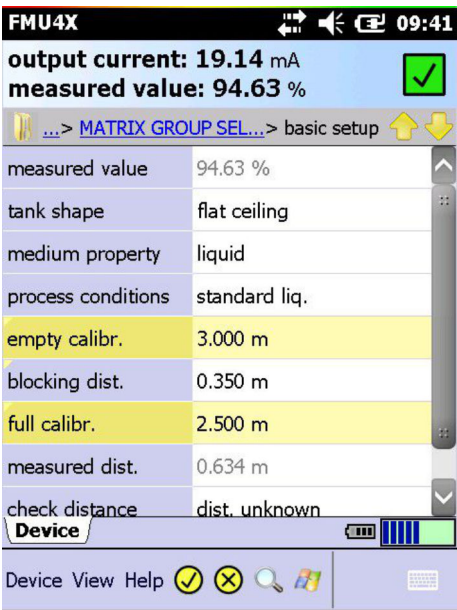 FMU4X 09:41
output current: 19.14 mA
measured value: 94.63 %
...> MATRIX GROUP SEL...> basic setup
measured value 94.63 %
tank shape flat ceiling
medium property liquid
process conditions standard liq.
empty calibr. 3.000 m
blocking dist. 0.350 m
full calibr. 2.500 m
measured dist. 0.634 m
check distance dist. unknown
Device
Device View Help